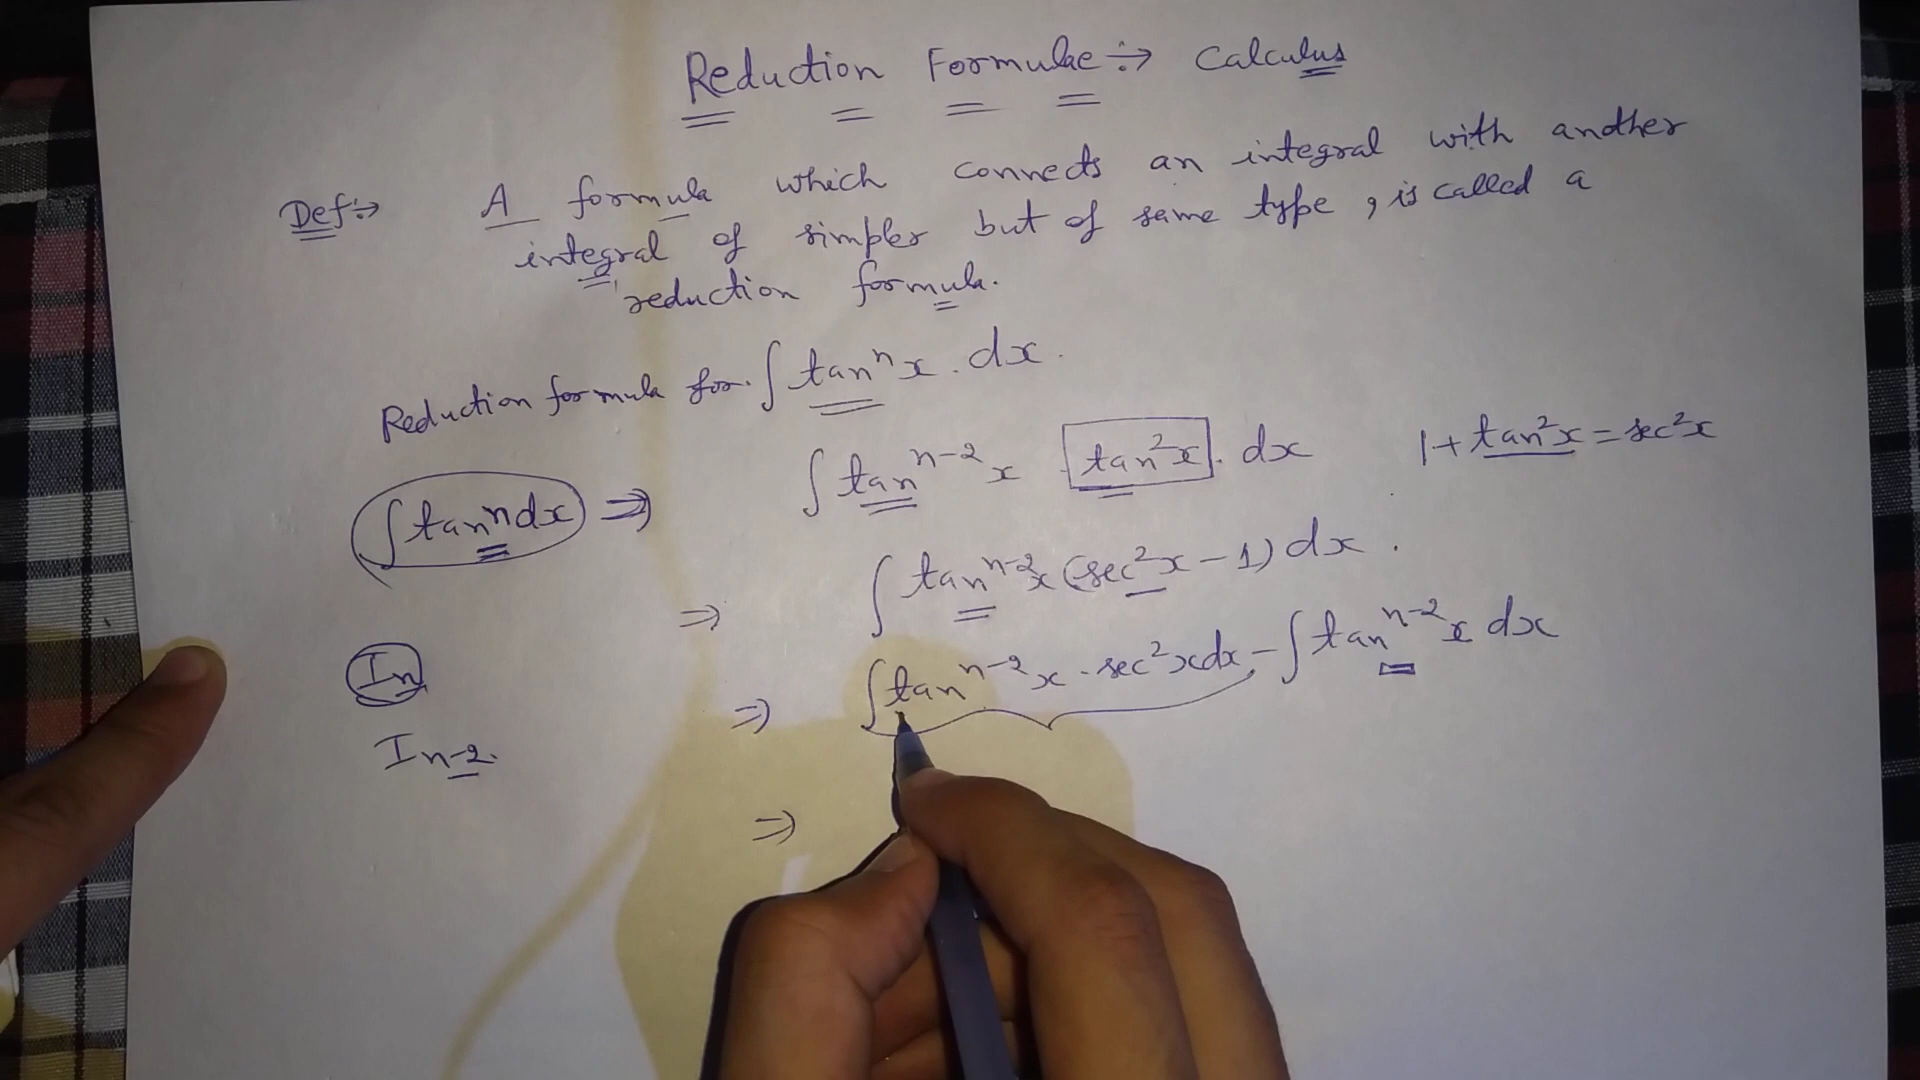 Reduction Formulae ÷→ Calculus
Def ÷→ A formula which connects an integral with another
integral of simpler but of same type, is called a
reduction formula.
Reduction formula for ∫ tanⁿx . dx .
∫ tanⁿ⁻²x . tan²x . dx 1 + tan²x = sec²x
∫ tanⁿ dx ⇒
⇒ ∫ tanⁿ⁻²x (sec²x - 1) dx .
⇒ ∫ tanⁿ⁻²x . sec²x dx - ∫ tanⁿ⁻²x dx
In
In-2.
⇒